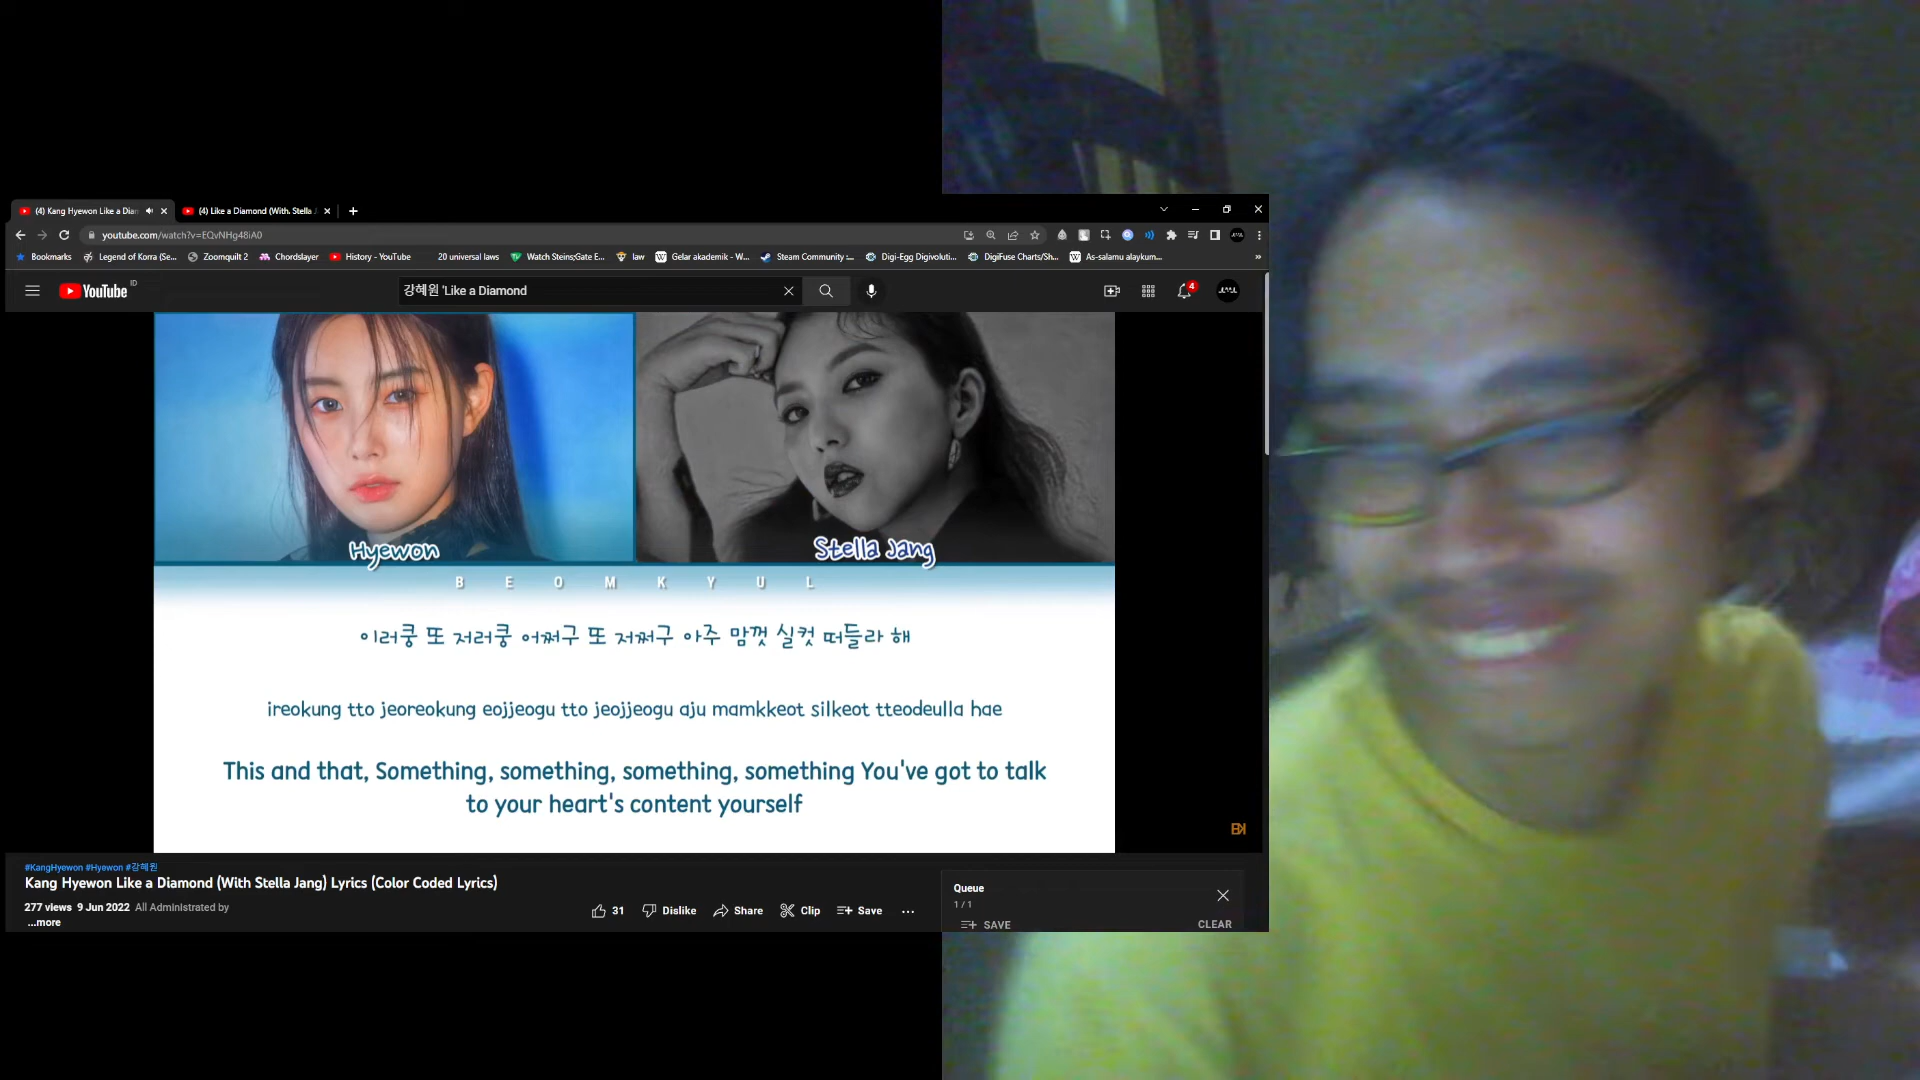 (4) Kang Hyewon Like a Dian
(4) Like a Diamond (With. Stella J
youtube.com/watch?v=EQvNHg48iA0
Bookmarks
Legend of Korra (Se...
Zoomquilt 2
Chordslayer
History - YouTube
20 universal laws
Watch Steins;Gate E...
law
Gelar akademik - W...
Steam Community :...
Digi-Egg Digivoluti...
DigiFuse Charts/Sh...
As-salamu alaykum...
YouTube ID
강혜원 'Like a Diamond
4
Hyewon
Stella Jang
BEOMKYUL
이러쿵 또 저러쿵 어쩌구 또 저쩌구 아주 맘껏 실컷 떠들라 해
ireokung tto jeoreokung eojjeogu tto jeojjeogu aju mamkkeot silkeot tteodeulla hae
This and that, Something, something, something, something You've got to talk
to your heart's content yourself
#KangHyewon #Hyewon #강혜원
Kang Hyewon Like a Diamond (With Stella Jang) Lyrics (Color Coded Lyrics)
277 views 9 Jun 2022 All Administrated by
...more
31
Dislike
Share
Clip
Save
Queue
1 / 1
SAVE
CLEAR